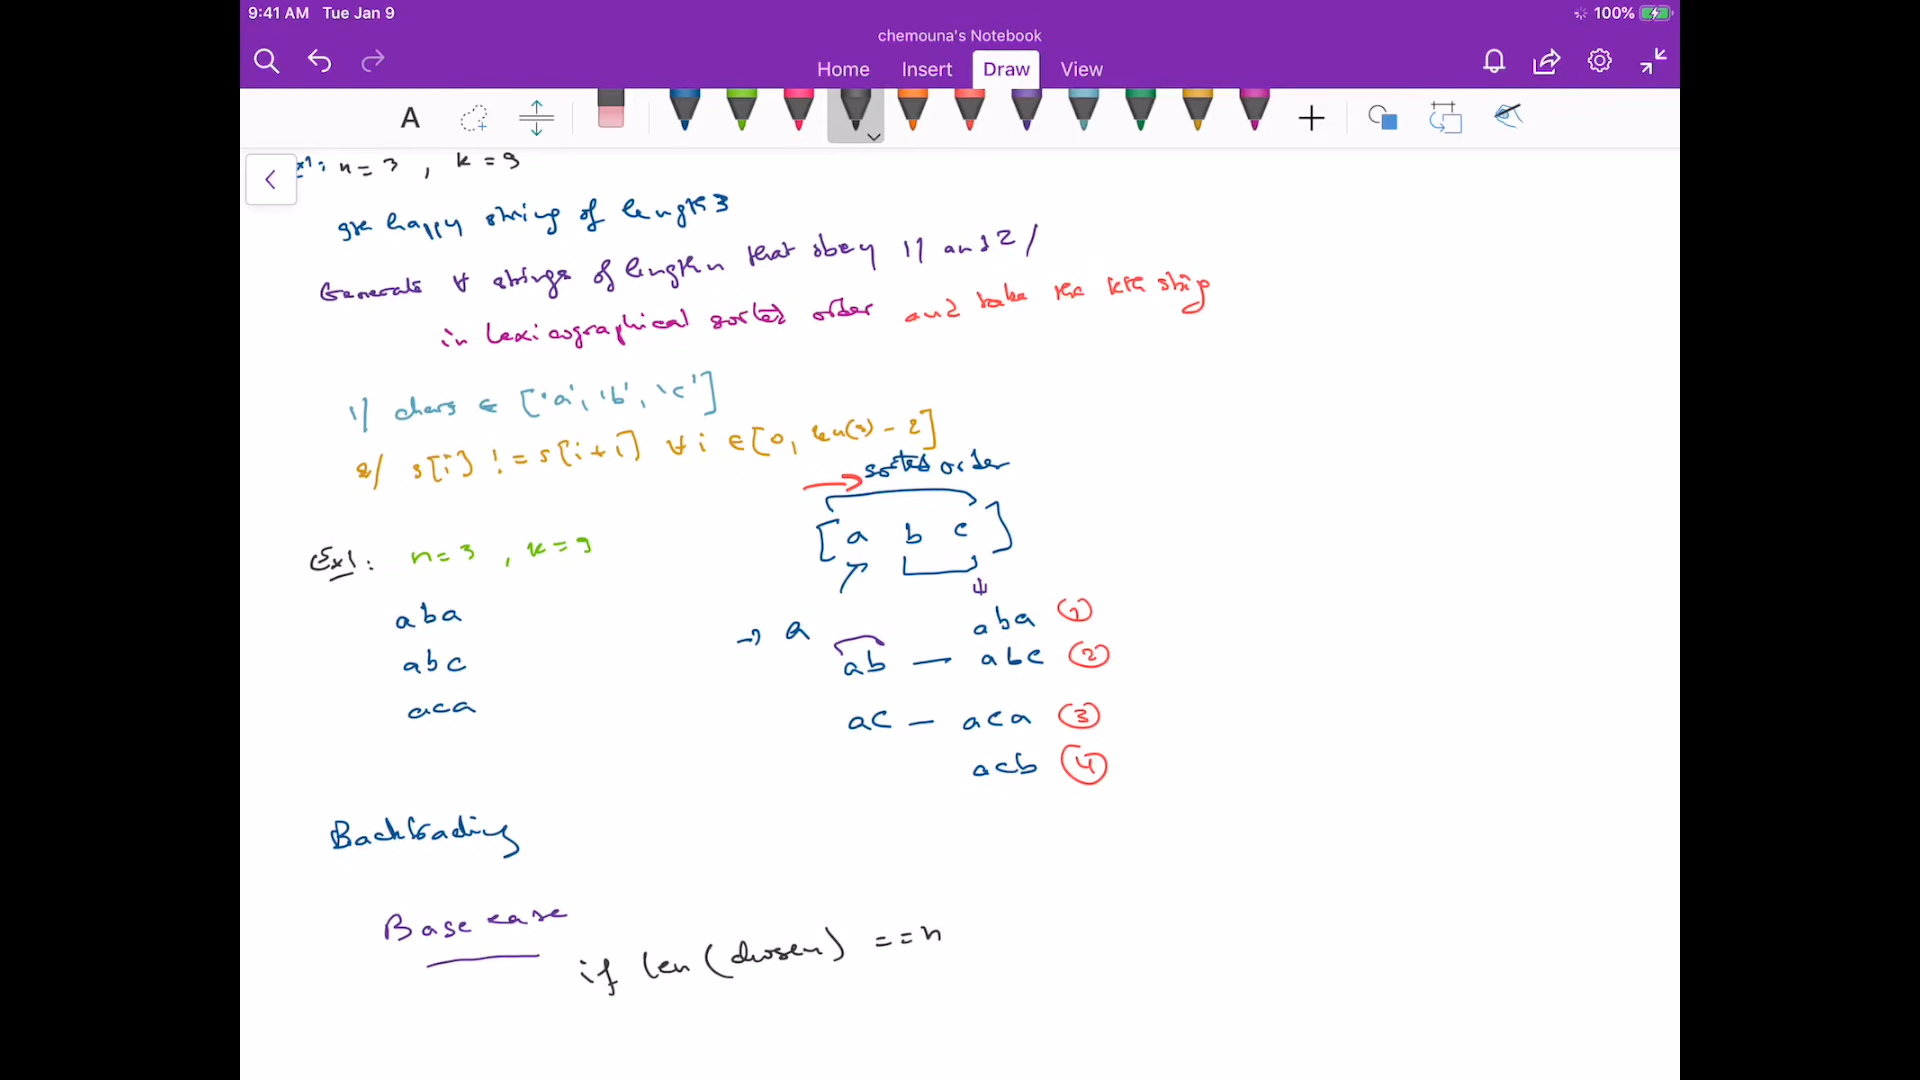 9:41 AM Tue Jan 9
100%
chemouna's Notebook
Home Insert Draw View
A
Ex1: n = 3 , k = 9
9th happy string of length 3
Generate ∀ strings of length n that obey 1/ and 2/
in lexicographical sorted order and take the kth string
1/ chars ∈ ['a', 'b', 'c']
2/ s[i] != s[i+1] ∀ i ∈ [0, len(s) - 2]
sorted order
[ a b c ]
Ex1: n = 3 , k = 9
aba
abc
aca
→ a
aba 1
ab — abc 2
ac — aca 3
acb 4
Backtracking
Base case
if len (chosen) == n